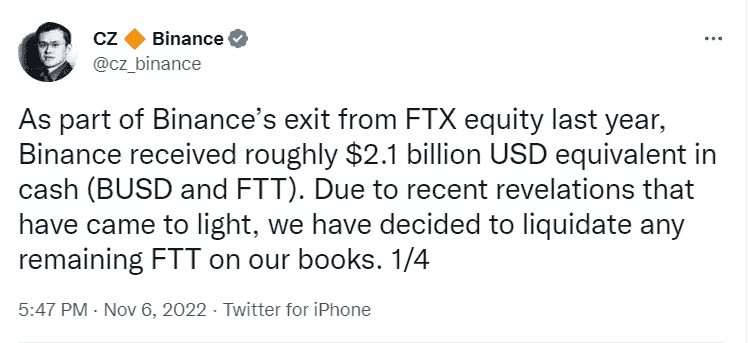 CZ 🔶 Binance
@cz_binance
As part of Binance's exit from FTX equity last year,
Binance received roughly $2.1 billion USD equivalent in
cash (BUSD and FTT). Due to recent revelations that
have came to light, we have decided to liquidate any
remaining FTT on our books. 1/4
5:47 PM · Nov 6, 2022 · Twitter for iPhone